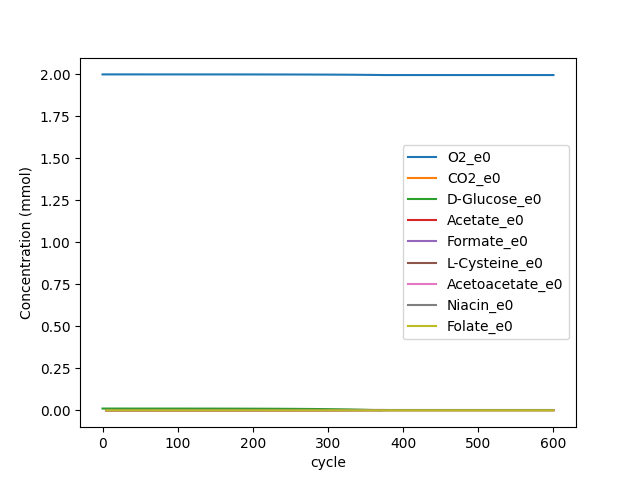 2.00
1.75
1.50
1.25
1.00
0.75
0.50
0.25
0.00
Concentration (mmol)
O2_e0
CO2_e0
D-Glucose_e0
Acetate_e0
Formate_e0
L-Cysteine_e0
Acetoacetate_e0
Niacin_e0
Folate_e0
0 100 200 300 400 500 600
cycle